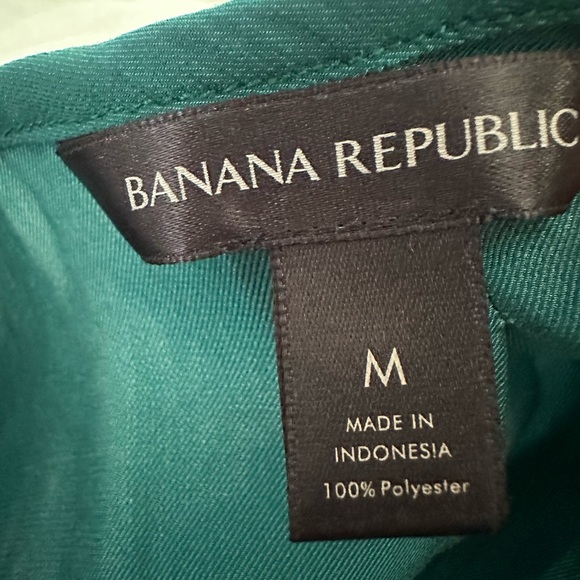 BANANA REPUBLIC
M
MADE IN
INDONESIA
100% Polyester